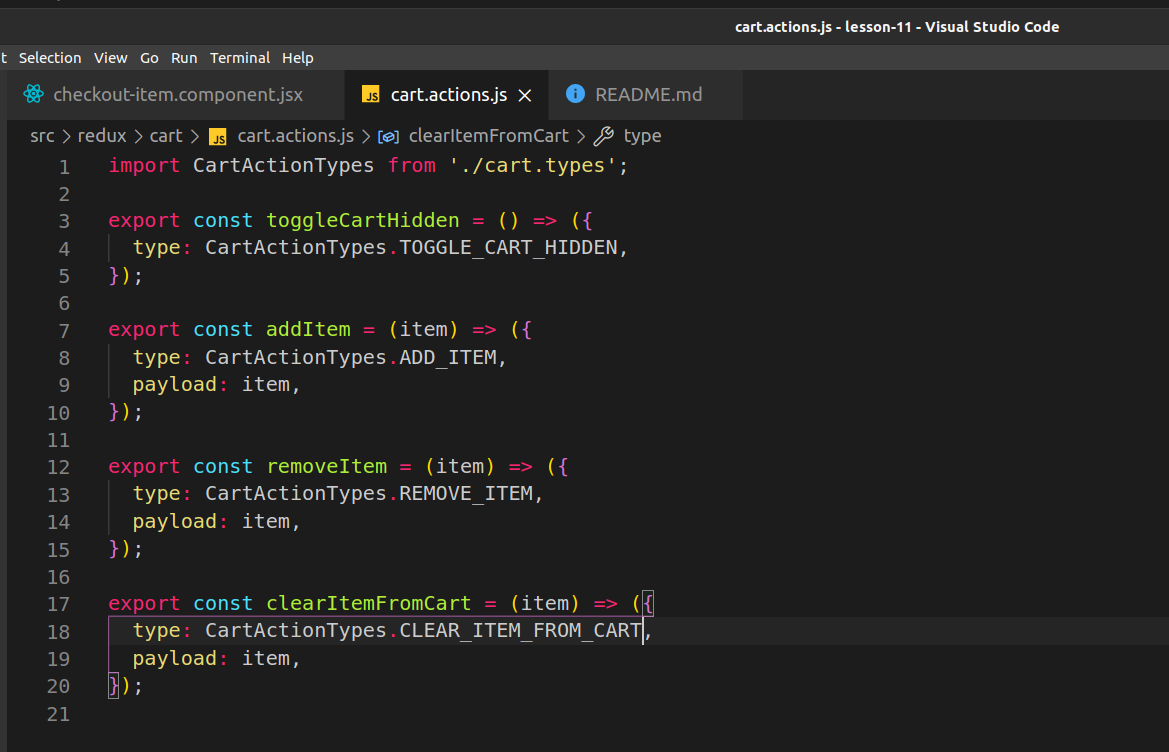 cart.actions.js - lesson-11 - Visual Studio Code
t Selection View Go Run Terminal Help
checkout-item.component.jsx JS cart.actions.js README.md
src > redux > cart > JS cart.actions.js > clearItemFromCart > type
1 import CartActionTypes from './cart.types';
2
3 export const toggleCartHidden = () => ({
4   type: CartActionTypes.TOGGLE_CART_HIDDEN,
5 });
6
7 export const addItem = (item) => ({
8   type: CartActionTypes.ADD_ITEM,
9   payload: item,
10 });
11
12 export const removeItem = (item) => ({
13   type: CartActionTypes.REMOVE_ITEM,
14   payload: item,
15 });
16
17 export const clearItemFromCart = (item) => ({
18   type: CartActionTypes.CLEAR_ITEM_FROM_CART,
19   payload: item,
20 });
21